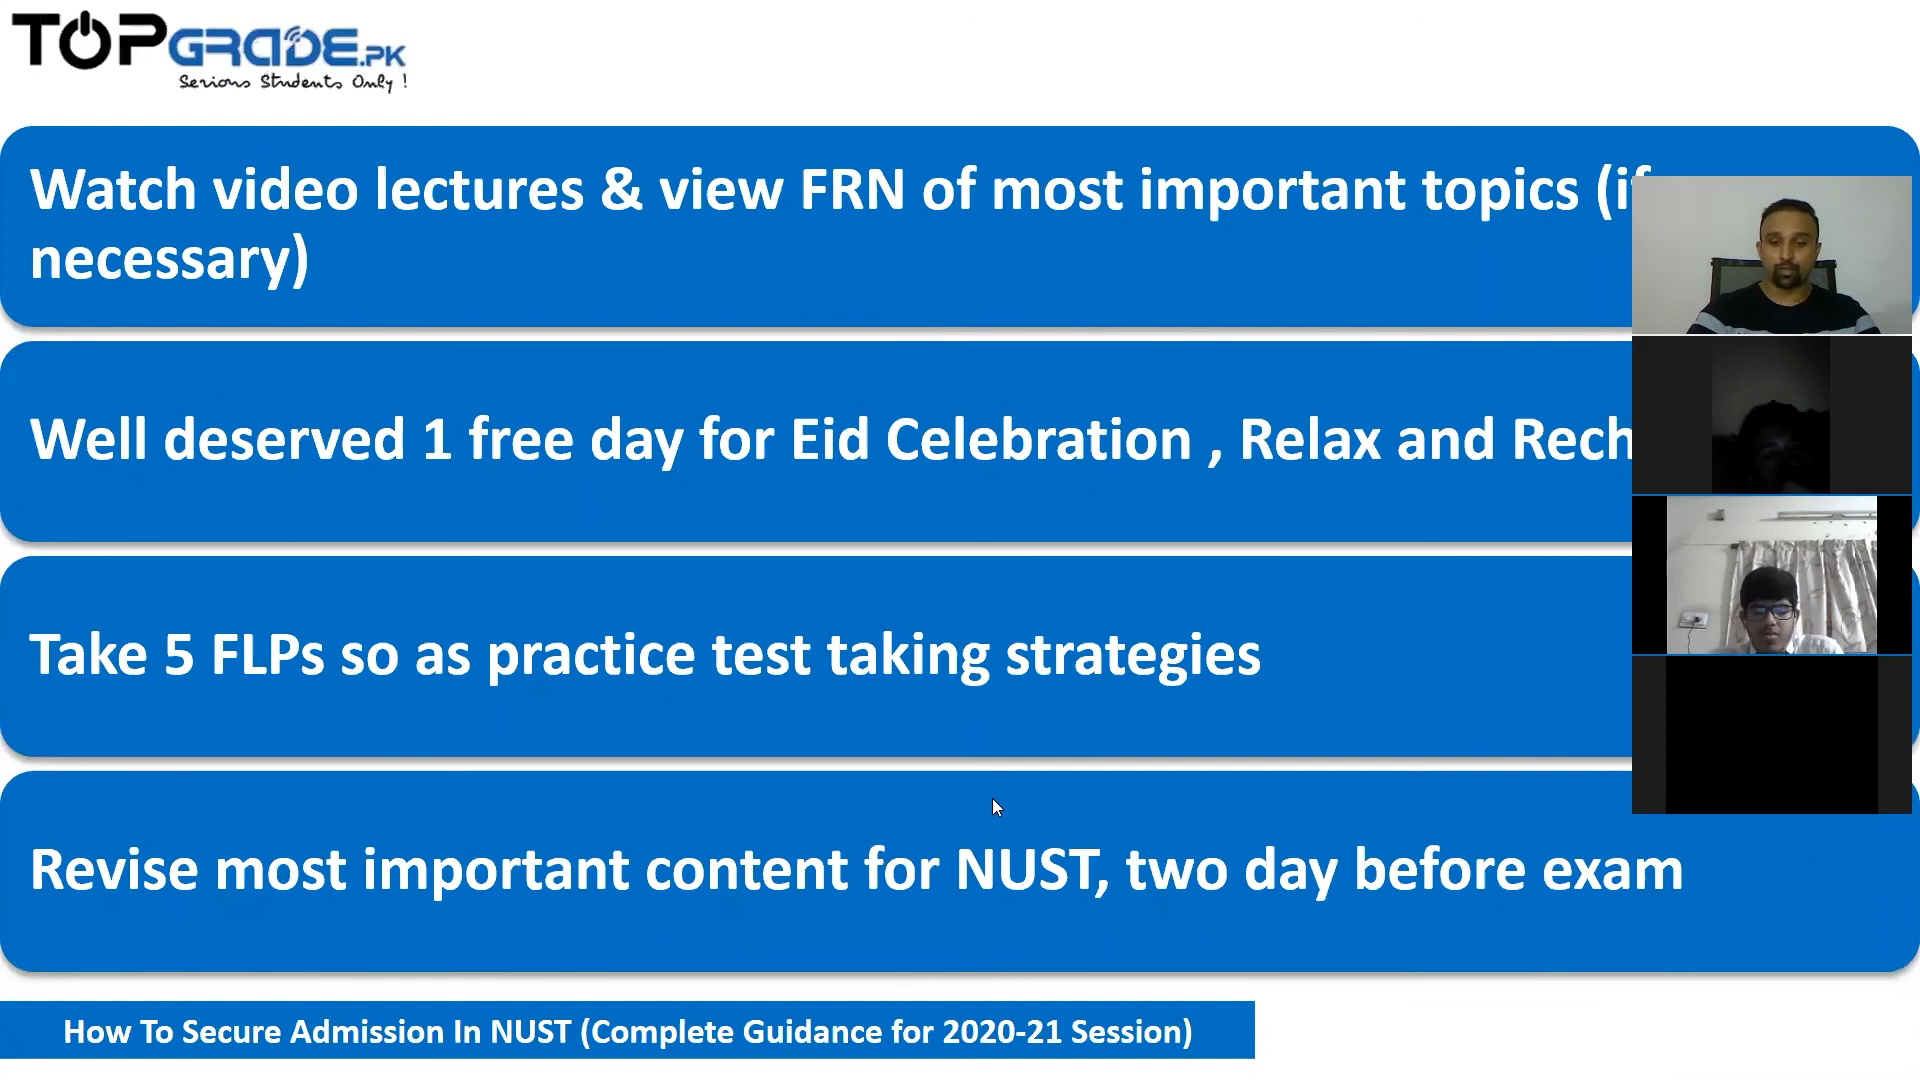 TOPGRADE.PK
Serious Students Only !
Watch video lectures & view FRN of most important topics (if
necessary)
Well deserved 1 free day for Eid Celebration , Relax and Rech
Take 5 FLPs so as practice test taking strategies
Revise most important content for NUST, two day before exam
How To Secure Admission In NUST (Complete Guidance for 2020-21 Session)